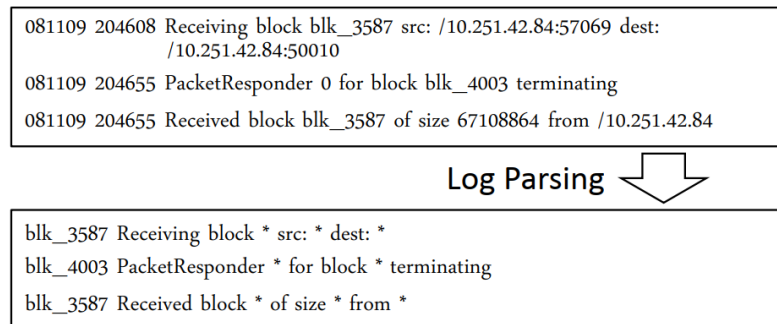 081109 204608 Receiving block blk_3587 src: /10.251.42.84:57069 dest:
/10.251.42.84:50010
081109 204655 PacketResponder 0 for block blk_4003 terminating
081109 204655 Received block blk_3587 of size 67108864 from /10.251.42.84
Log Parsing
blk_3587 Receiving block * src: * dest: *
blk_4003 PacketResponder * for block * terminating
blk_3587 Received block * of size * from *